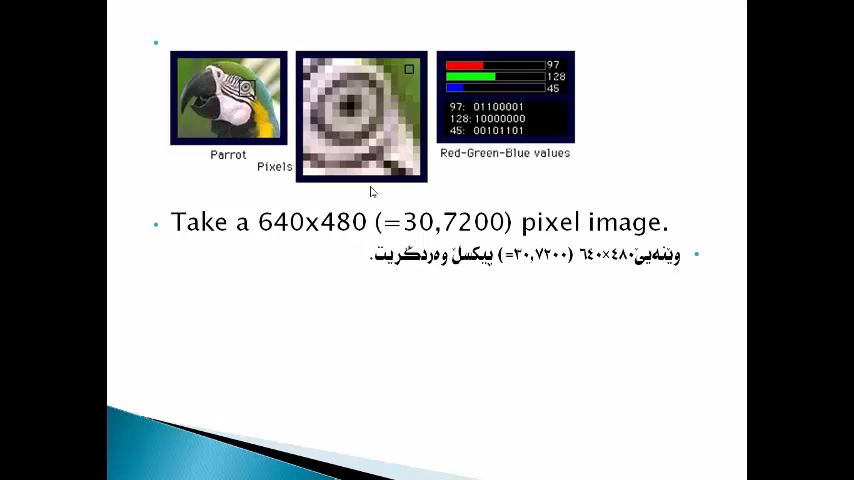 97
128
45
97: 01100001
128: 10000000
45: 00101101
Parrot
Pixels
Red-Green-Blue values
Take a 640x480 (=30,7200) pixel image.
وێنەیێ ٦٤٠×٤٨٠ (=٣٠,٧٢٠٠) پیکسڵ وەردگریت.